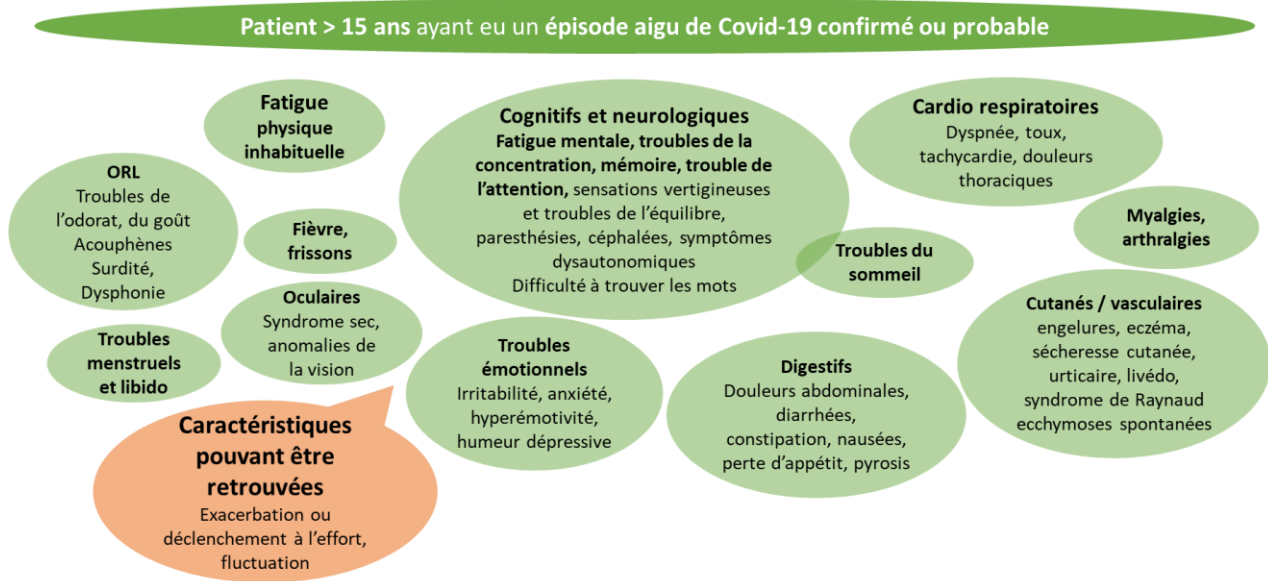 Patient > 15 ans ayant eu un épisode aigu de Covid-19 confirmé ou probable
Fatigue
physique
inhabituelle
Cognitifs et neurologiques
Fatigue mentale, troubles de la
concentration, mémoire, trouble de
l’attention, sensations vertigineuses
et troubles de l’équilibre,
paresthésies, céphalées, symptômes
dysautonomiques
Difficulté à trouver les mots
Cardio respiratoires
Dyspnée, toux,
tachycardie, douleurs
thoraciques
ORL
Troubles de
l’odorat, du goût
Acouphènes
Surdité,
Dysphonie
Fièvre,
frissons
Troubles du
sommeil
Myalgies,
arthralgies
Oculaires
Syndrome sec,
anomalies de
la vision
Troubles
menstruels
et libido
Troubles
émotionnels
Irritabilité, anxiété,
hyperémotivité,
humeur dépressive
Digestifs
Douleurs abdominales,
diarrhées,
constipation, nausées,
perte d’appétit, pyrosis
Cutanés / vasculaires
engelures, eczéma,
sécheresse cutanée,
urticaire, livédo,
syndrome de Raynaud
ecchymoses spontanées
Caractéristiques
pouvant être
retrouvées
Exacerbation ou
déclenchement à l’effort,
fluctuation